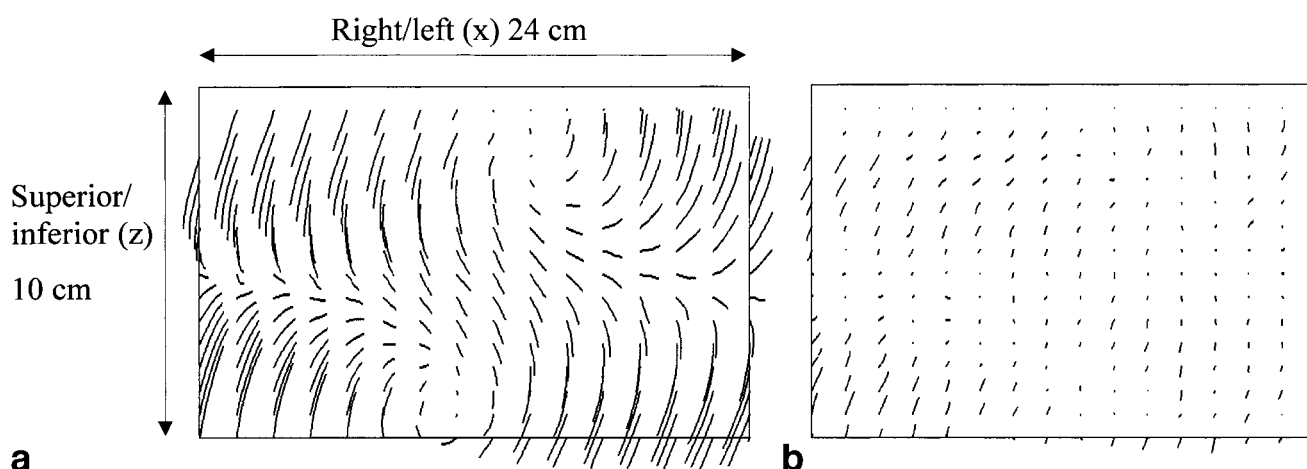 Right/left (x) 24 cm
Superior/
inferior (z)
10 cm
a
b